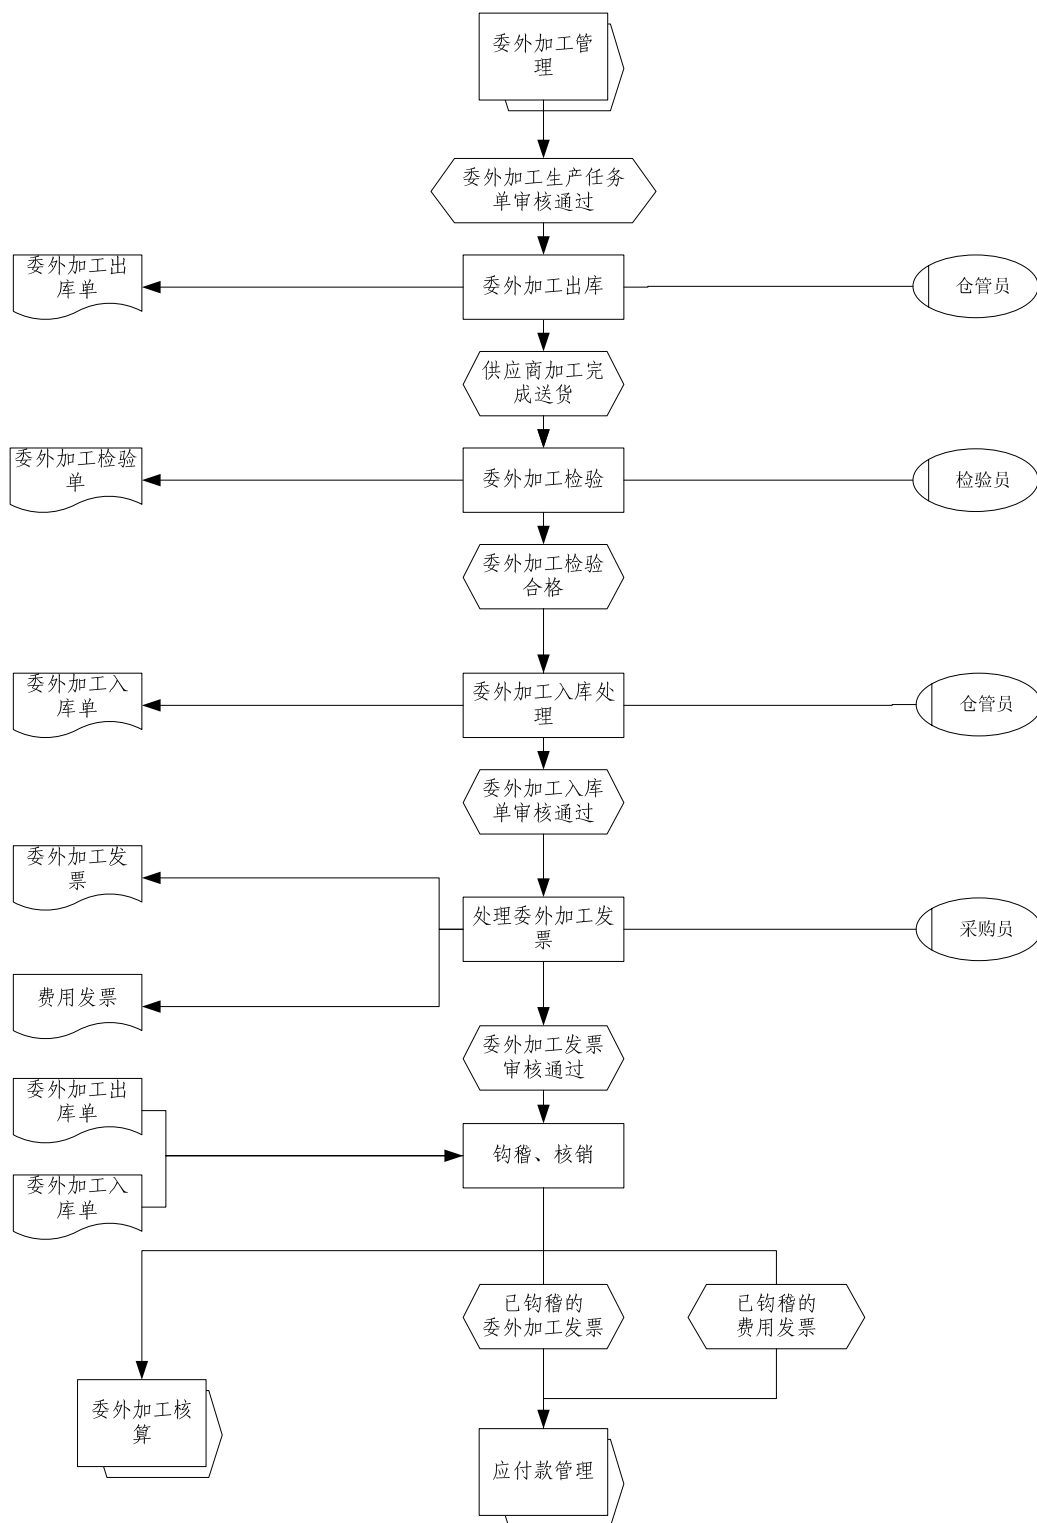 委外加工管
理
委外加工生产任务
单审核通过
委外加工出
库单
委外加工出库
仓管员
供应商加工完
成送货
委外加工检验
单
委外加工检验
检验员
委外加工检验
合格
委外加工入
库单
委外加工入库处
理
仓管员
委外加工入库
单审核通过
委外加工发
票
处理委外加工发
票
采购员
费用发票
委外加工发票
审核通过
委外加工出
库单
钩稽、核销
委外加工入
库单
已钩稽的
委外加工发票
已钩稽的
费用发票
委外加工核
算
应付款管理